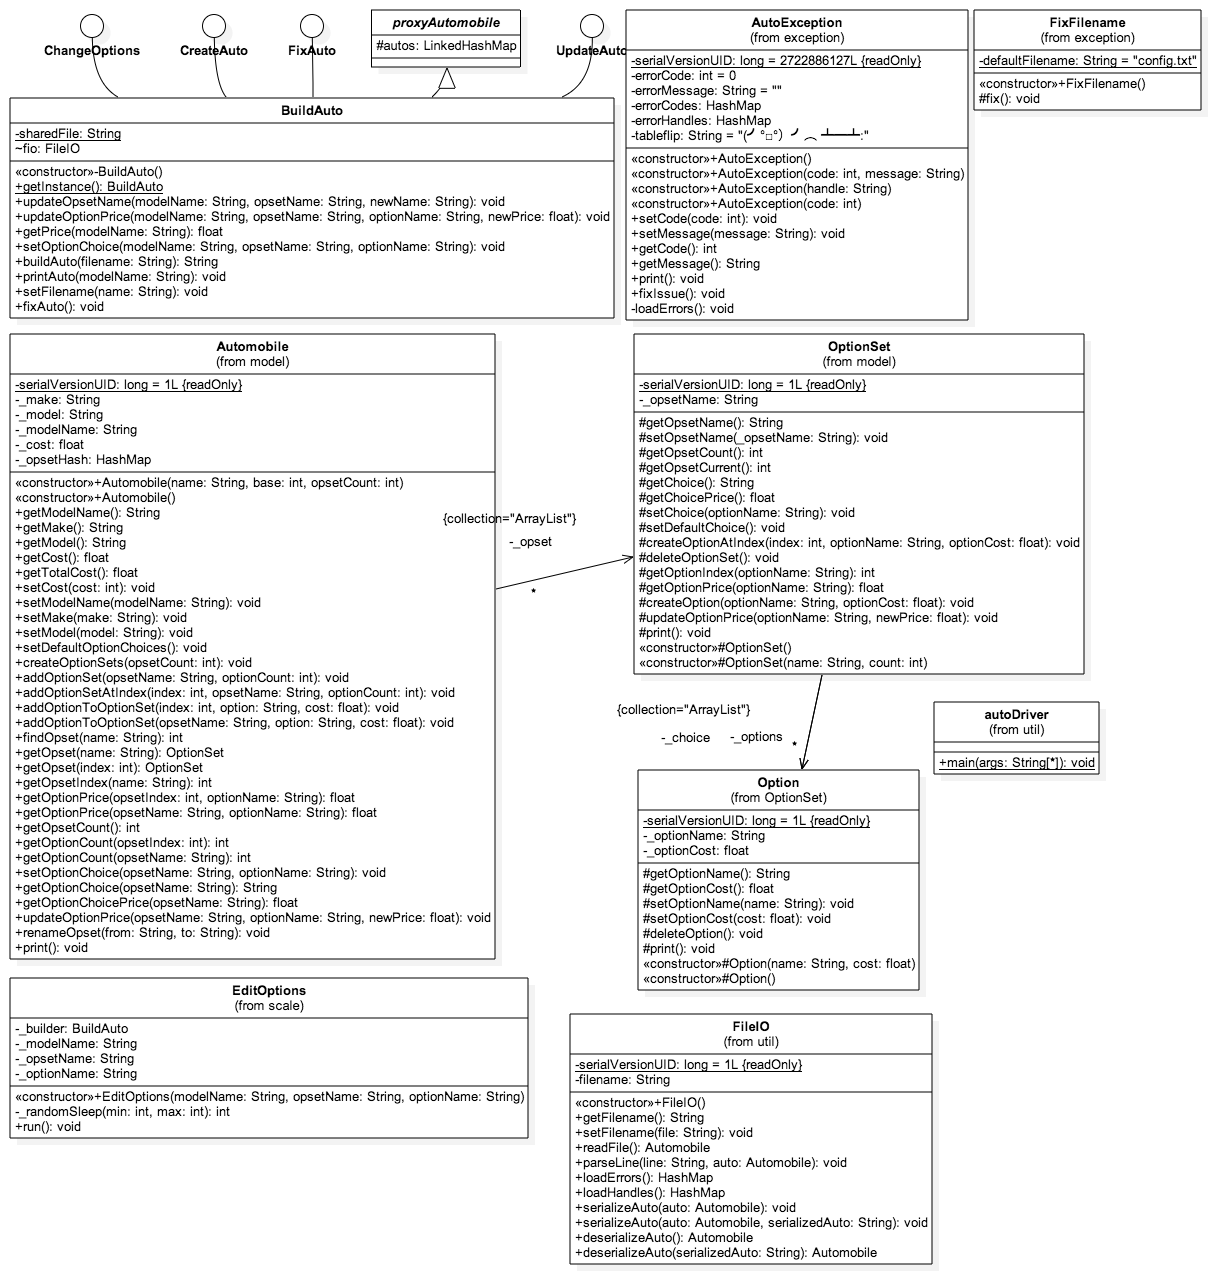 ChangeOptions
CreateAuto
FixAuto
proxyAutomobile
#autos: LinkedHashMap
UpdateAuto
BuildAuto
-sharedFile: String
~fio: FileIO
«constructor»-BuildAuto()
+getInstance(): BuildAuto
+updateOpsetName(modelName: String, opsetName: String, newName: String): void
+updateOptionPrice(modelName: String, opsetName: String, optionName: String, newPrice: float): void
+getPrice(modelName: String): float
+setOptionChoice(modelName: String, opsetName: String, optionName: String): void
+buildAuto(filename: String): String
+printAuto(modelName: String): void
+setFilename(name: String): void
+fixAuto(): void
AutoException
(from exception)
-serialVersionUID: long = 2722886127L {readOnly}
-errorCode: int = 0
-errorMessage: String = ""
-errorCodes: HashMap
-errorHandles: HashMap
-tableflip: String = "(╯°□°）╯︵ ┻━┻:"
«constructor»+AutoException()
«constructor»+AutoException(code: int, message: String)
«constructor»+AutoException(handle: String)
«constructor»+AutoException(code: int)
+setCode(code: int): void
+setMessage(message: String): void
+getCode(): int
+getMessage(): String
+print(): void
+fixIssue(): void
-loadErrors(): void
FixFilename
(from exception)
-defaultFilename: String = "config.txt"
«constructor»+FixFilename()
#fix(): void
Automobile
(from model)
-serialVersionUID: long = 1L {readOnly}
-_make: String
-_model: String
-_modelName: String
-_cost: float
-_opsetHash: HashMap
«constructor»+Automobile(name: String, base: int, opsetCount: int)
«constructor»+Automobile()
+getModelName(): String
+getMake(): String
+getModel(): String
+getCost(): float
+getTotalCost(): float
+setCost(cost: int): void
+setModelName(modelName: String): void
+setMake(make: String): void
+setModel(model: String): void
+setDefaultOptionChoices(): void
+createOptionSets(opsetCount: int): void
+addOptionSet(opsetName: String, optionCount: int): void
+addOptionSetAtIndex(index: int, opsetName: String, optionCount: int): void
+addOptionToOptionSet(index: int, option: String, cost: float): void
+addOptionToOptionSet(opsetName: String, option: String, cost: float): void
+findOpset(name: String): int
+getOpset(name: String): OptionSet
+getOpset(index: int): OptionSet
+getOpsetIndex(name: String): int
+getOptionPrice(opsetIndex: int, optionName: String): float
+getOptionPrice(opsetName: String, optionName: String): float
+getOpsetCount(): int
+getOptionCount(opsetIndex: int): int
+getOptionCount(opsetName: String): int
+setOptionChoice(opsetName: String, optionName: String): void
+getOptionChoice(opsetName: String): String
+getOptionChoicePrice(opsetName: String): float
+updateOptionPrice(opsetName: String, optionName: String, newPrice: float): void
+renameOpset(from: String, to: String): void
+print(): void
{collection="ArrayList"}
-_opset
*
OptionSet
(from model)
-serialVersionUID: long = 1L {readOnly}
-_opsetName: String
#getOpsetName(): String
#setOpsetName(_opsetName: String): void
#getOpsetCount(): int
#getOpsetCurrent(): int
#getChoice(): String
#getChoicePrice(): float
#setChoice(optionName: String): void
#setDefaultChoice(): void
#createOptionAtIndex(index: int, optionName: String, optionCost: float): void
#deleteOptionSet(): void
#getOptionIndex(optionName: String): int
#getOptionPrice(optionName: String): float
#createOption(optionName: String, optionCost: float): void
#updateOptionPrice(optionName: String, newPrice: float): void
#print(): void
«constructor»#OptionSet()
«constructor»#OptionSet(name: String, count: int)
{collection="ArrayList"}
-_choice -_options *
autoDriver
(from util)
+main(args: String[*]): void
Option
(from OptionSet)
-serialVersionUID: long = 1L {readOnly}
-_optionName: String
-_optionCost: float
#getOptionName(): String
#getOptionCost(): float
#setOptionName(name: String): void
#setOptionCost(cost: float): void
#deleteOption(): void
#print(): void
«constructor»#Option(name: String, cost: float)
«constructor»#Option()
EditOptions
(from scale)
-_builder: BuildAuto
-_modelName: String
-_opsetName: String
-_optionName: String
«constructor»+EditOptions(modelName: String, opsetName: String, optionName: String)
-_randomSleep(min: int, max: int): int
+run(): void
FileIO
(from util)
-serialVersionUID: long = 1L {readOnly}
-filename: String
«constructor»+FileIO()
+getFilename(): String
+setFilename(file: String): void
+readFile(): Automobile
+parseLine(line: String, auto: Automobile): void
+loadErrors(): HashMap
+loadHandles(): HashMap
+serializeAuto(auto: Automobile): void
+serializeAuto(auto: Automobile, serializedAuto: String): void
+deserializeAuto(): Automobile
+deserializeAuto(serializedAuto: String): Automobile